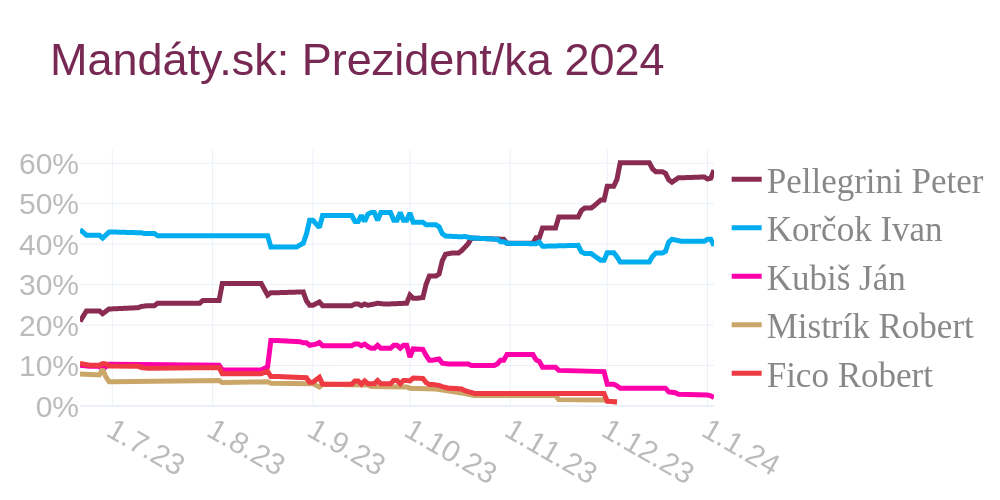 Mandáty.sk: Prezident/ka 2024
60%
50%
40%
30%
20%
10%
0%
1.7.23
1.8.23
1.9.23
1.10.23
1.11.23
1.12.23
1.1.24
Pellegrini Peter
Korčok Ivan
Kubiš Ján
Mistrík Robert
Fico Robert